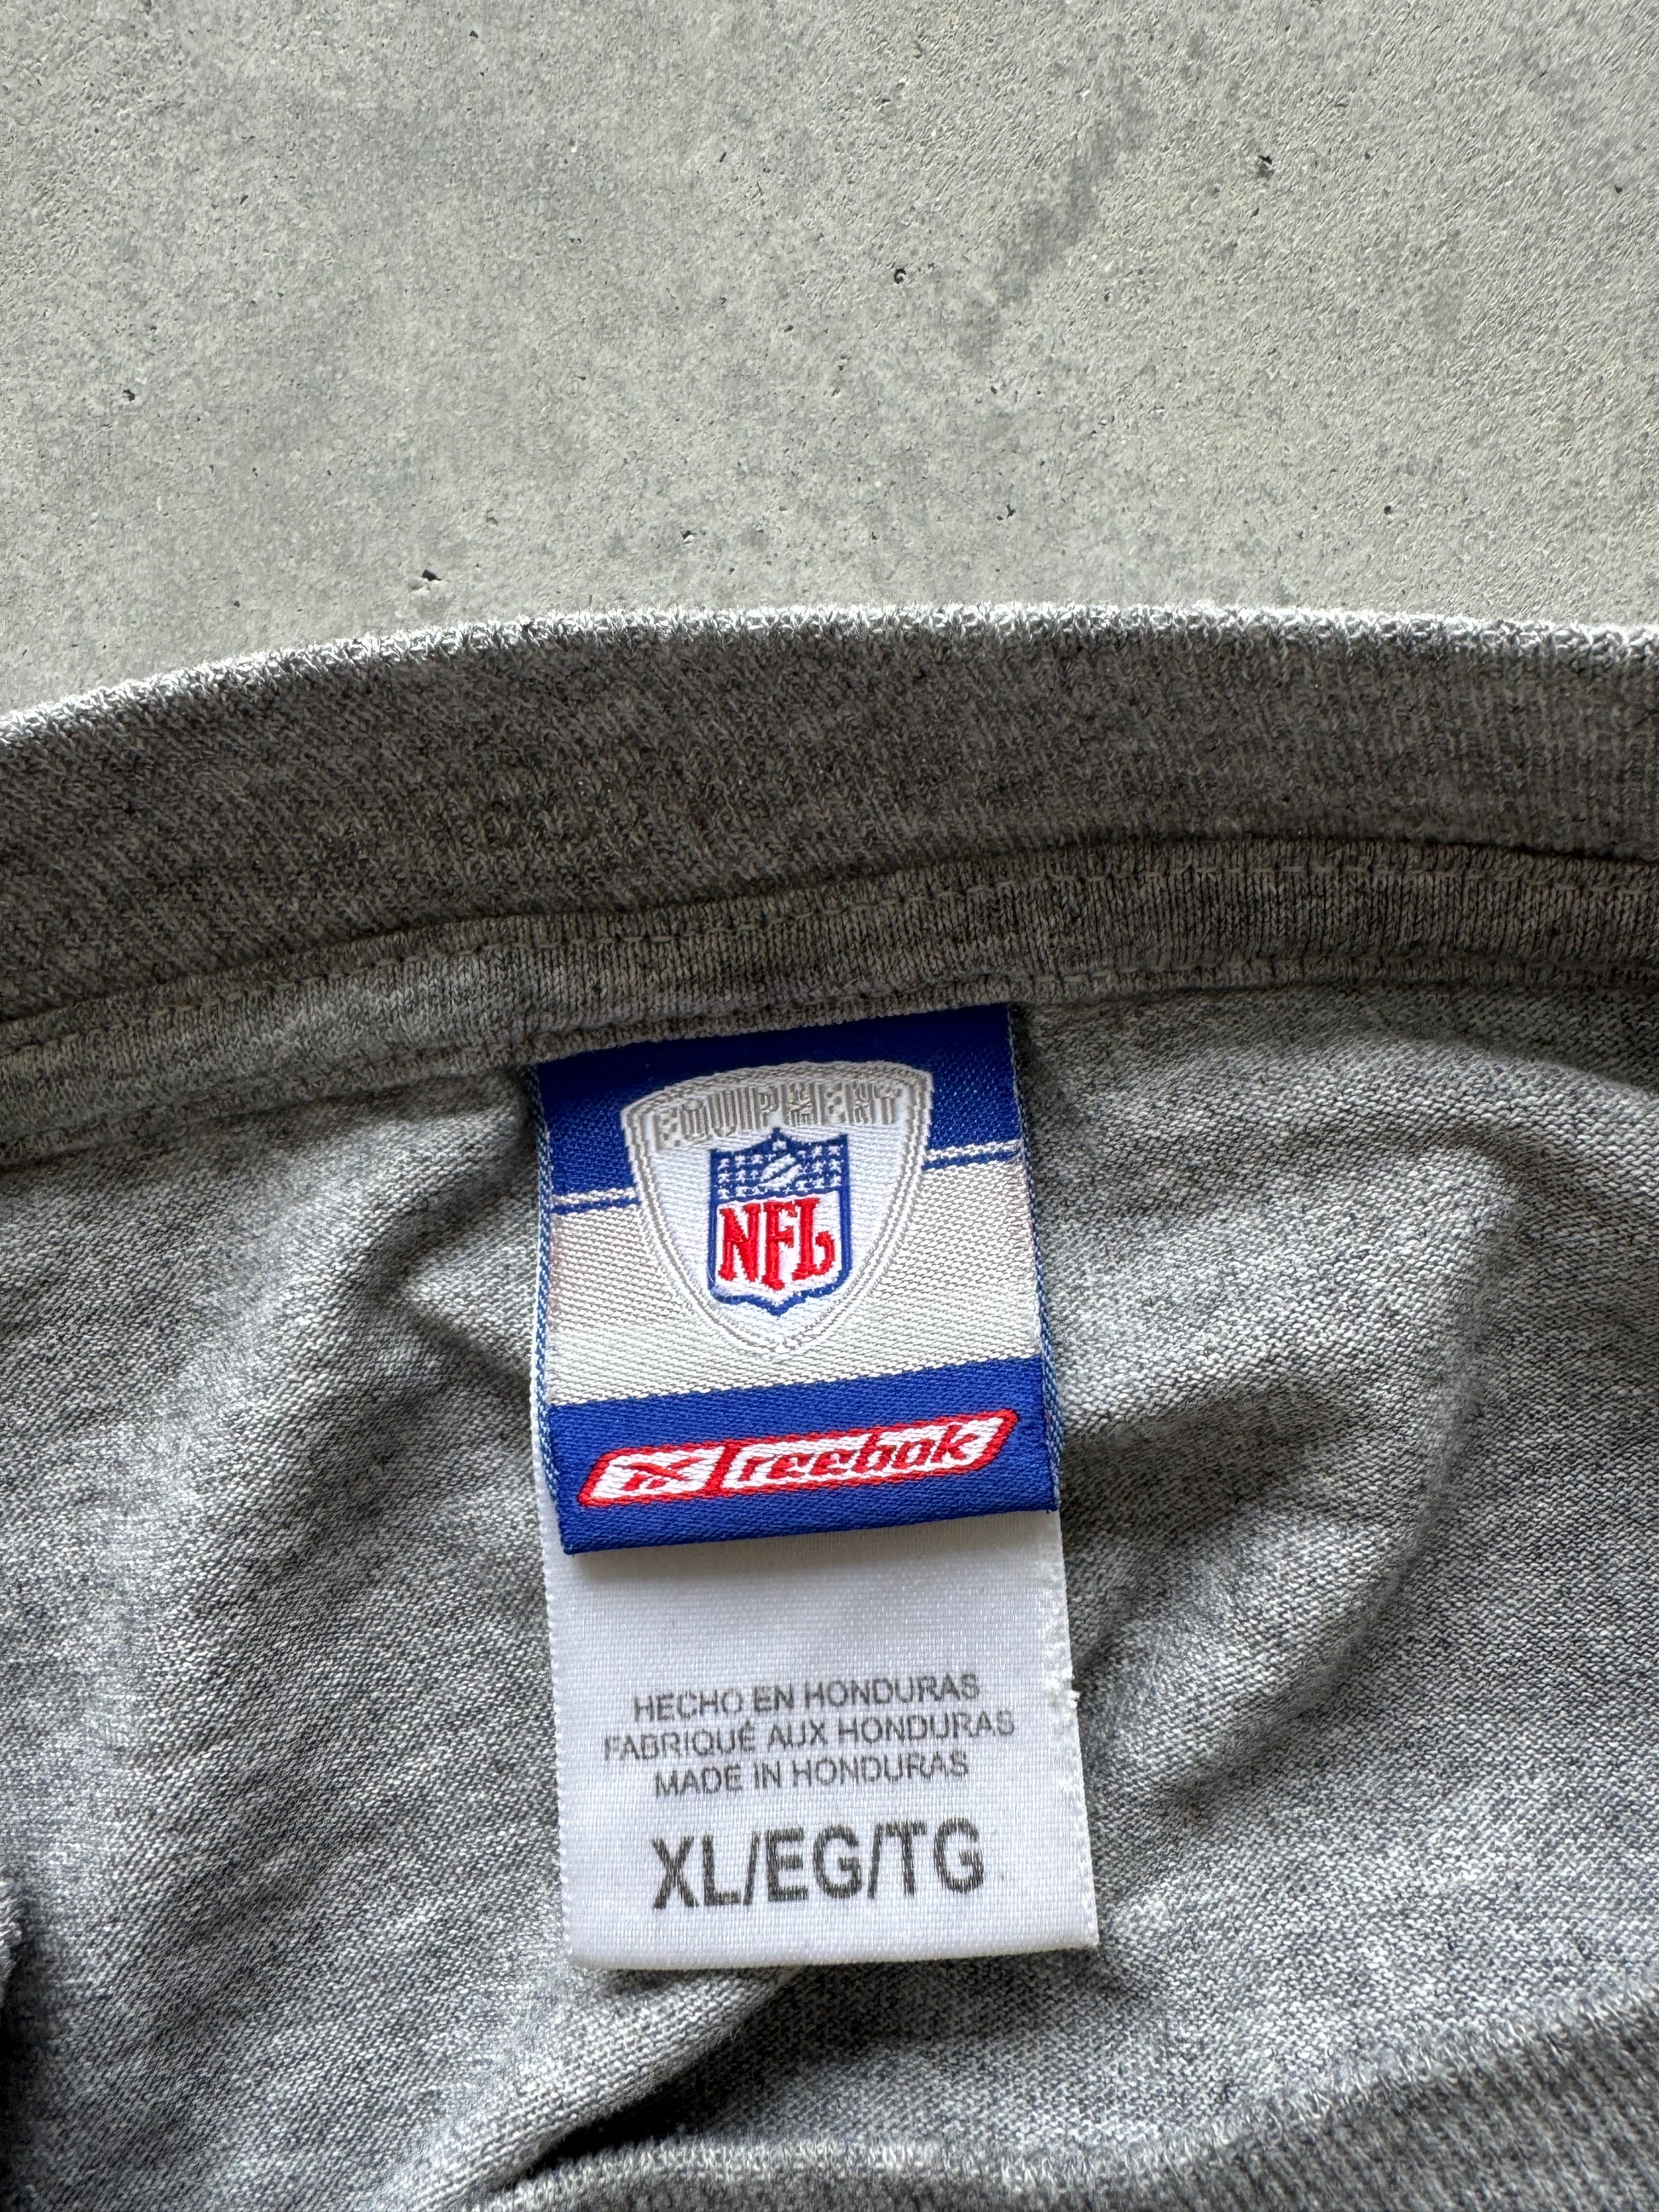 EQUIPMENT
NFL
Reebok
HECHO EN HONDURAS
FABRIQUÉ AUX HONDURAS
MADE IN HONDURAS
XL/EG/TG